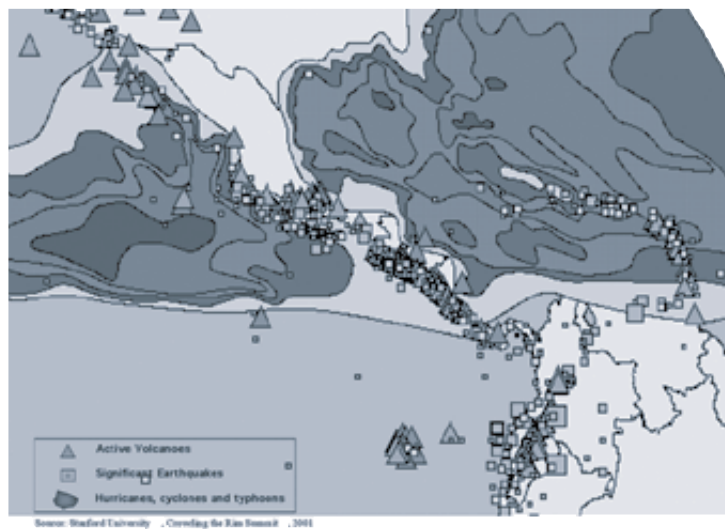 Active Volcanoes
Significant Earthquakes
Hurricanes, cyclones and typhoons
Source: Stanford University , Crowding the Rim Summit , 2001